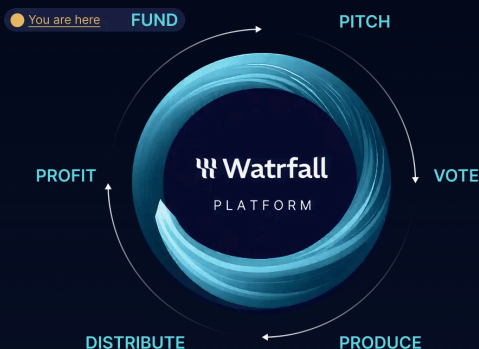 You are here FUND
PITCH
PROFIT
Watrfall
PLATFORM
VOTE
DISTRIBUTE
PRODUCE